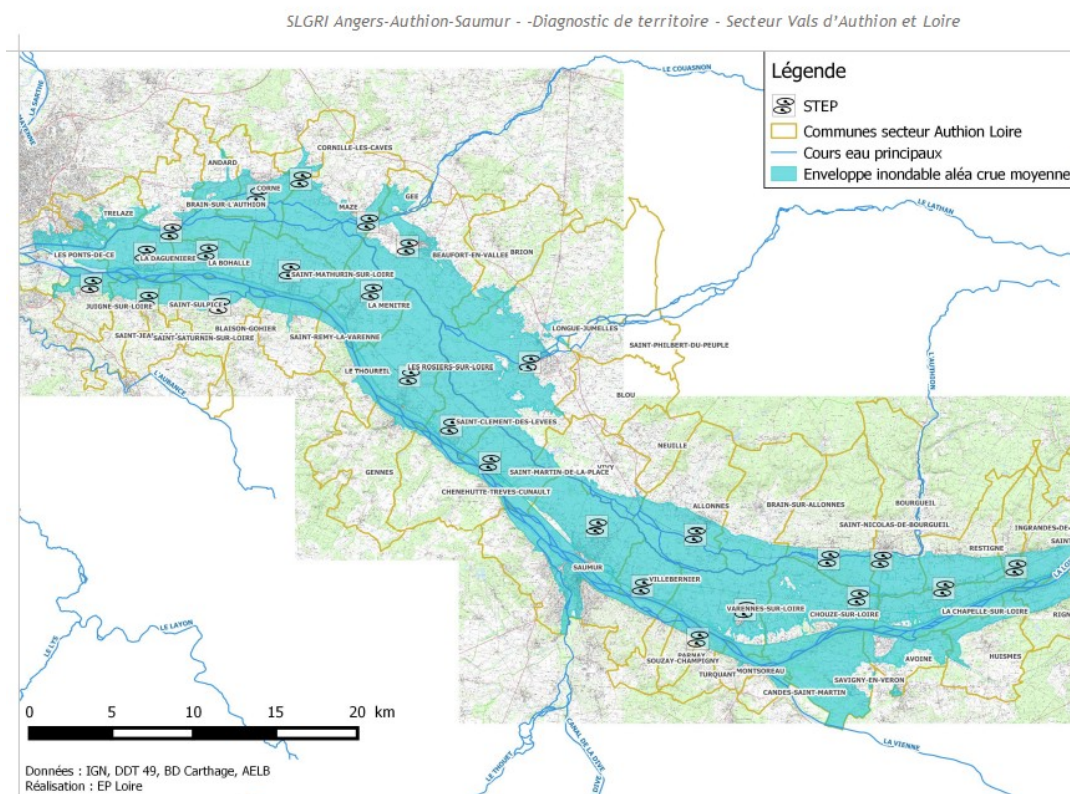 SLGRI Angers-Authion-Saumur - -Diagnostic de territoire - Secteur Vals d’Authion et Loire
Légende
STEP
Communes secteur Authion Loire
Cours eau principaux
Enveloppe inondable aléa crue moyenne
LE COUASNON
LA SARTHE
MAYENNE
CORNILLE-LES-CAVES
ANDARD
CORNE
GEE
BRAIN-SUR-L'AUTHION
MAZE
TRELAZE
LE LATHAN
LES PONTS-DE-CE
LA DAGUENIERE
LA BOHALLE
BEAUFORT-EN-VALLEE
BRION
SAINT-MATHURIN-SUR-LOIRE
JUIGNE-SUR-LOIRE
SAINT-SULPICE
LA MENITRE
BLAISON-GOHIER
LONGUE-JUMELLES
SAINT-JEA
SAINT-SATURNIN-SUR-LOIRE
SAINT-REMY-LA-VARENNE
SAINT-PHILBERT-DU-PEUPLE
L'AUBANCE
LE THOUREIL
LES ROSIERS-SUR-LOIRE
L'AUTHION
BLOU
SAINT-CLEMENT-DES-LEVEES
NEUILLE
GENNES
SAINT-MARTIN-DE-LA-PLACE
VIVY
CHENEHUTTE-TREVES-CUNAULT
ALLONNES
BRAIN-SUR-ALLONNES
BOURGUEIL
SAINT-NICOLAS-DE-BOURGUEIL
INGRANDES-DE-
RESTIGNE
SAINT
SAUMUR
VILLEBERNIER
LA LO
VARENNES-SUR-LOIRE
CHOUZE-SUR-LOIRE
LA CHAPELLE-SUR-LOIRE
RIGN
LE LAYON
LE LYS
PARNAY
SOUZAY-CHAMPIGNY
AVOINE
HUISMES
TURQUANT
MONTSOREAU
SAVIGNY-EN-VERON
CANDES-SAINT-MARTIN
LA VIENNE
LE THOUET
CANAL DE LA DIVE
DIVE
0 5 10 15 20 km
Données : IGN, DDT 49, BD Carthage, AELB
Réalisation : EP Loire